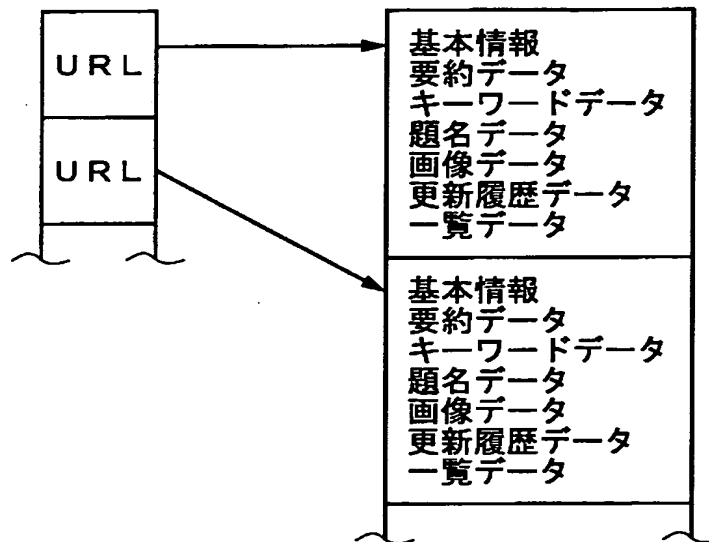 URL
URL
基本情報
要約データ
キーワードデータ
題名データ
画像データ
更新履歴データ
一覧データ
基本情報
要約データ
キーワードデータ
題名データ
画像データ
更新履歴データ
一覧データ